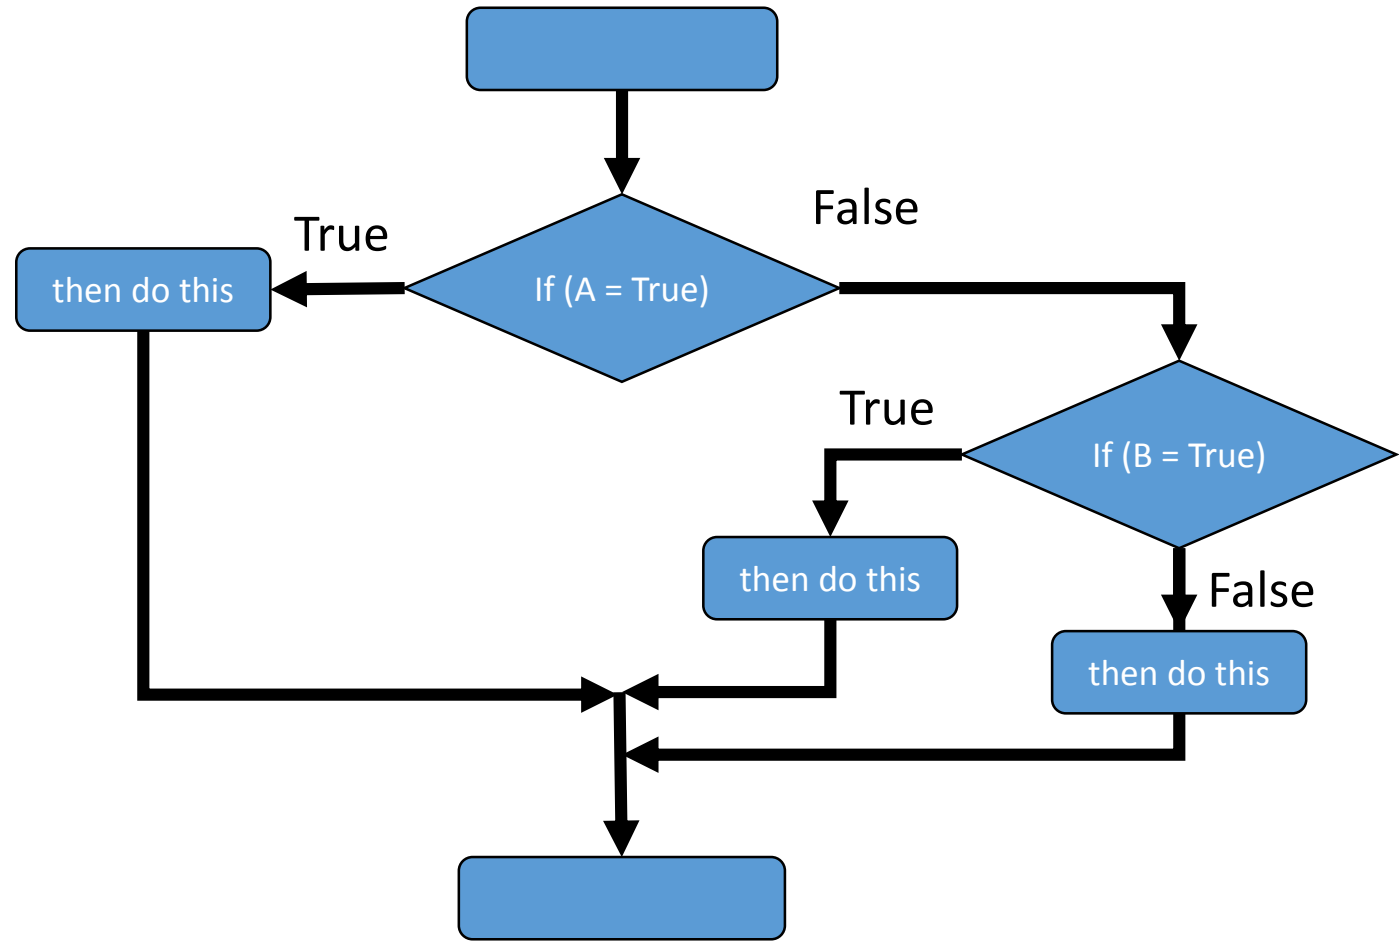 False
True
then do this
If (A = True)
True
If (B = True)
then do this
False
then do this